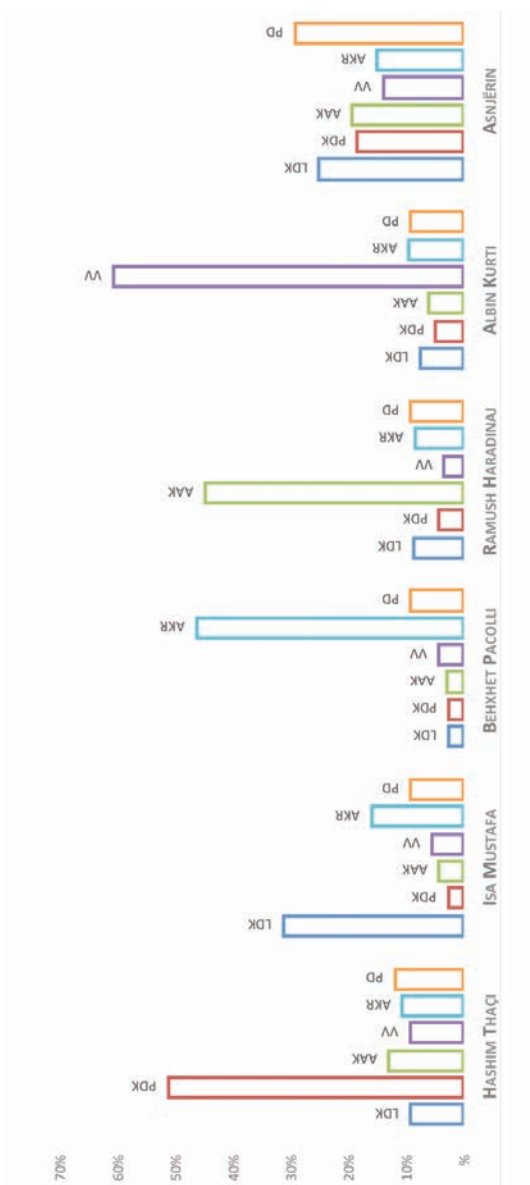 70%
60%
50%
40%
30%
20%
10%
%
LDK
PDK
AAK
VV
AKR
PD
HASHIM THAÇI
LDK
PDK
AAK
VV
AKR
PD
ISA MUSTAFA
LDK
PDK
AAK
VV
AKR
PD
BEHXHET PACOLLI
LDK
PDK
AAK
VV
AKR
PD
RAMUSH HARADINAJ
LDK
PDK
AAK
VV
AKR
PD
ALBIN KURTI
LDK
PDK
AAK
VV
AKR
PD
ASNJËRIN